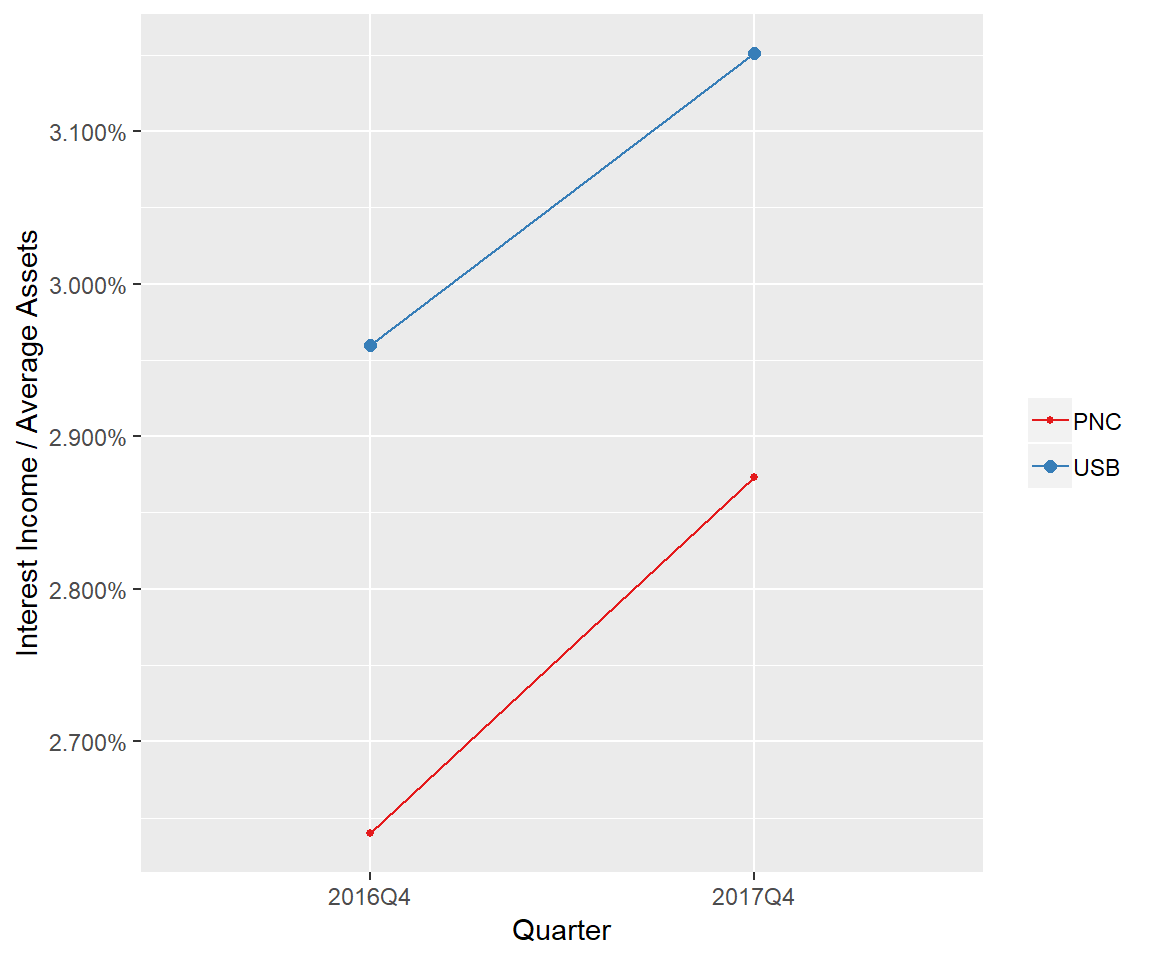 Interest Income / Average Assets
3.100%
3.000%
2.900%
2.800%
2.700%
2016Q4
2017Q4
Quarter
PNC
USB